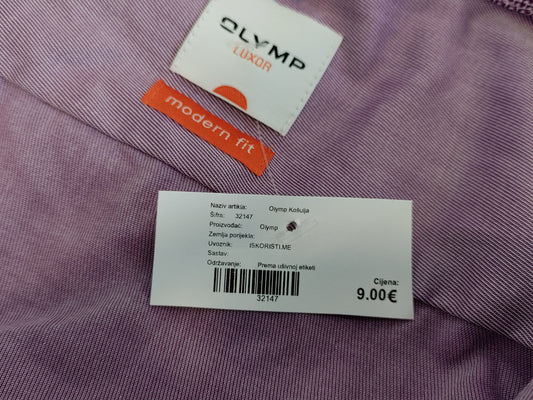 OLYMP
LUXOR
modern fit
Naziv artikla: Olymp Košulja
Šifra: 32147
Proizvođač: Olymp
Zemlja porijekla:
Uvoznik: ISKORISTI.ME
Sastav:
Održavanje: Prema ušivnoj etiketi
32147
Cijena:
9.00€